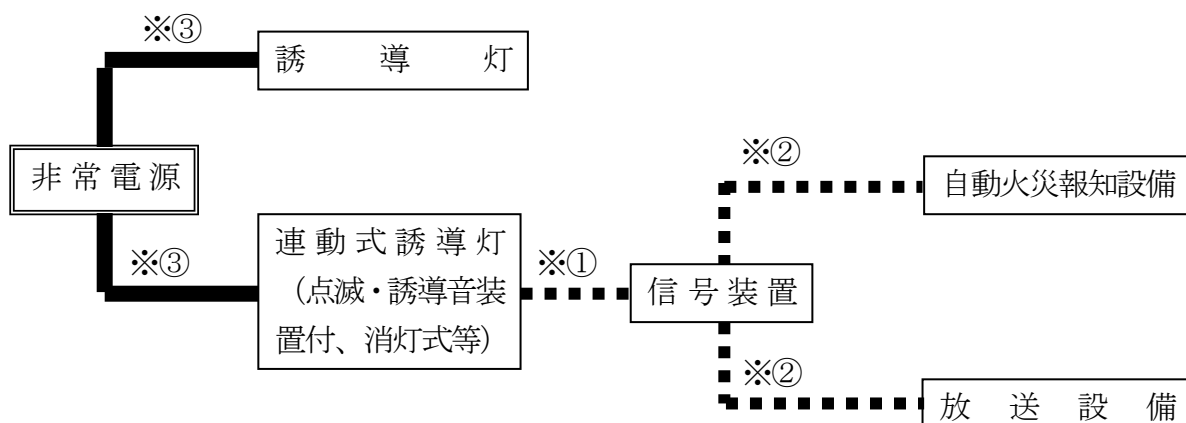 ※③
誘導灯
非常電源
※②
自動火災報知設備
※③
連動式誘導灯
（点滅・誘導音装
置付、消灯式等）
※①
信号装置
※②
放送設備